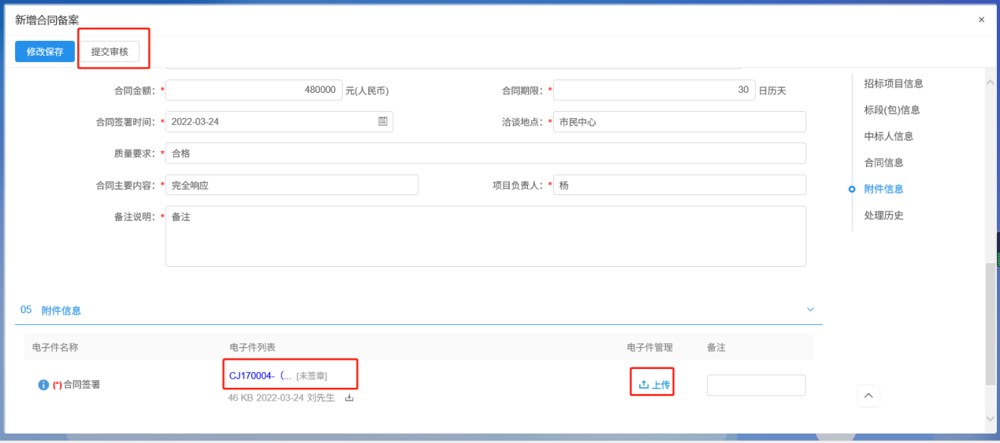 新增合同备案 ×
修改保存 提交审核
合同金额：* 480000 元(人民币) 合同期限：* 30 日历天
合同签署时间：* 2022-03-24 洽谈地点：* 市民中心
质量要求：* 合格
合同主要内容：* 完全响应 项目负责人：* 杨
备注说明：* 备注
招标项目信息
标段(包)信息
中标人信息
合同信息
附件信息
处理历史
05 附件信息
电子件名称 电子件列表 电子件管理 备注
(*)合同签署 CJ170004-（... [未签章] 上传
46 KB 2022-03-24 刘先生